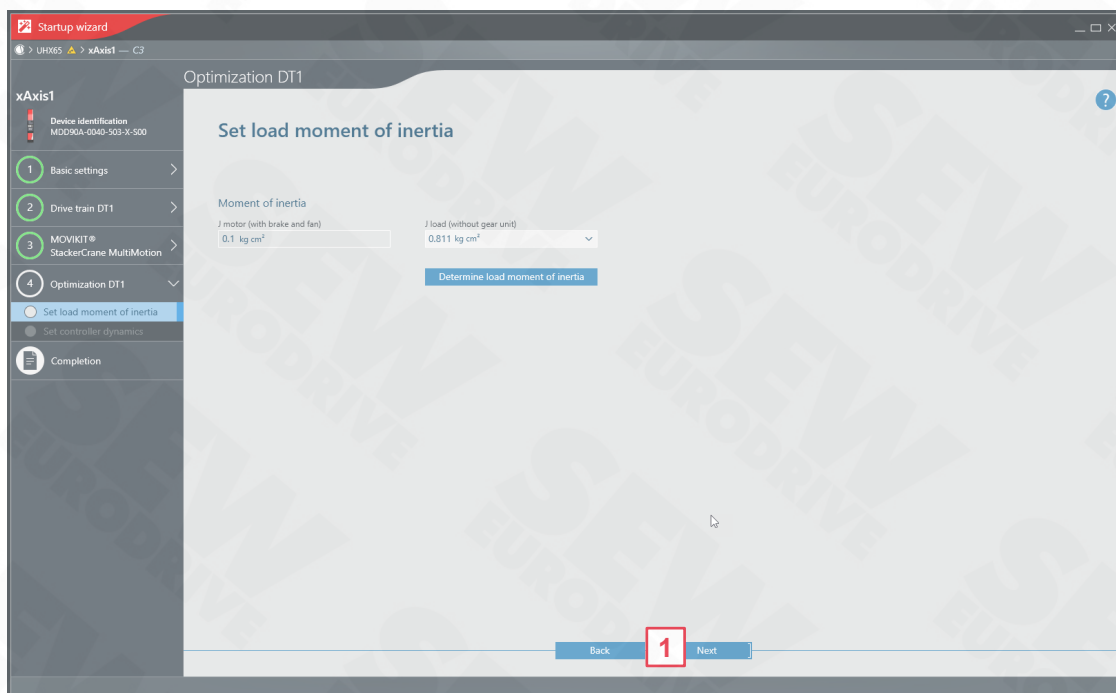 Startup wizard
> UHX65 > xAxis1 — C3
Optimization DT1
xAxis1
Device identification
MDD90A-0040-503-X-S00
1 Basic settings
2 Drive train DT1
3 MOVIKIT®
StackerCrane MultiMotion
4 Optimization DT1
Set load moment of inertia
Set controller dynamics
Completion
?
Set load moment of inertia
Moment of inertia
J motor (with brake and fan)
0.1 kg cm²
J load (without gear unit)
0.811 kg cm²
Determine load moment of inertia
Back
1
Next
SEW
EURODRIVE